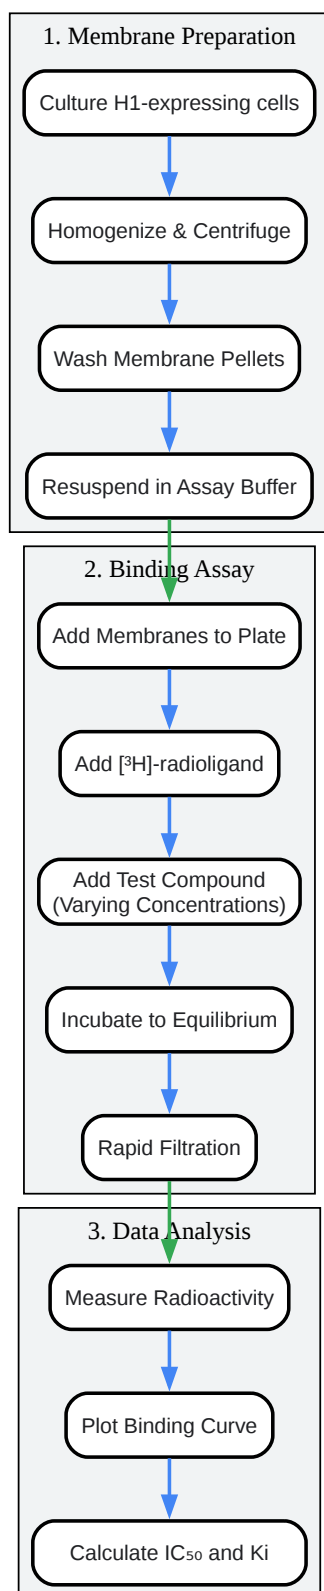 1. Membrane Preparation
Culture H1-expressing cells
Homogenize & Centrifuge
Wash Membrane Pellets
Resuspend in Assay Buffer
2. Binding Assay
Add Membranes to Plate
Add [³H]-radioligand
Add Test Compound
(Varying Concentrations)
Incubate to Equilibrium
Rapid Filtration
3. Data Analysis
Measure Radioactivity
Plot Binding Curve
Calculate IC₅₀ and Ki